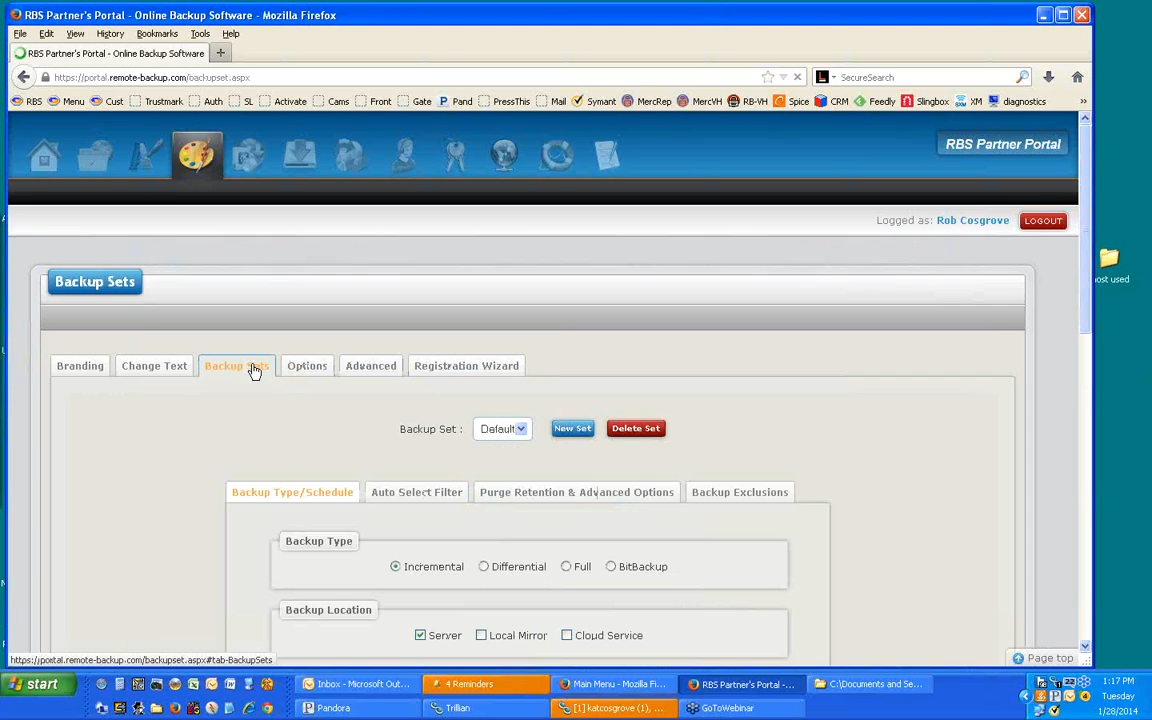 RBS Partner's Portal - Online Backup Software - Mozilla Firefox
File Edit View History Bookmarks Tools Help
RBS Partner's Portal - Online Backup Software
https://portal.remote-backup.com/backupset.aspx SecureSearch
RBS Menu Cust Trustmark Auth SL Activate Cams Front Gate Pand PressThis Mail Symant MercRep MercVH RB-VH Spice CRM Feedly Slingbox XM diagnostics »
RBS Partner Portal
Logged as: Rob Cosgrove LOGOUT
ost used
Backup Sets
Branding Change Text Backup Sets Options Advanced Registration Wizard
Backup Set : Default New Set Delete Set
Backup Type/Schedule Auto Select Filter Purge Retention & Advanced Options Backup Exclusions
Backup Type
Incremental Differential Full BitBackup
Backup Location
Server Local Mirror Cloud Service
https://portal.remote-backup.com/backupset.aspx#tab-BackupSets Page top
start Inbox - Microsoft Out... 4 Reminders Main Menu - Mozilla Fi... RBS Partner's Portal -... C:\Documents and Se... 1:17 PM
Tuesday
Pandora Trillian [1] katcosgrove (1), ... GoToWebinar 1/28/2014